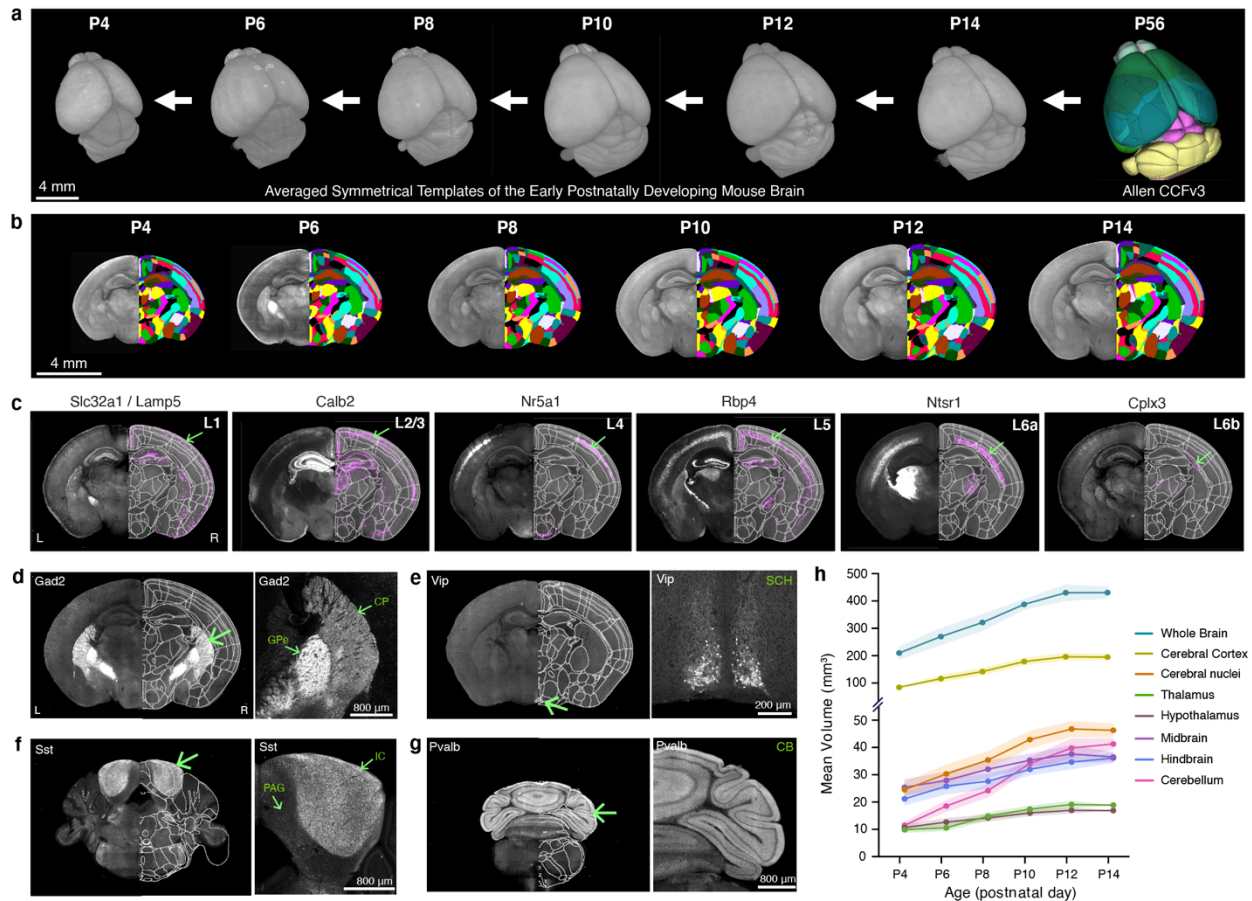 a
P4 P6 P8 P10 P12 P14 P56
4 mm
Averaged Symmetrical Templates of the Early Postnatally Developing Mouse Brain
Allen CCFv3
b
P4 P6 P8 P10 P12 P14
4 mm
c
Slc32a1 / Lamp5 Calb2 Nr5a1 Rbp4 Ntsr1 Cplx3
L1 L2/3 L4 L5 L6a L6b
L R
d
Gad2
L R
Gad2
CP
GPe
800 µm
e
Vip
Vip
SCH
200 µm
f
Sst
Sst
IC
PAG
800 µm
g
Pvalb
Pvalb
CB
800 µm
h
Mean Volume (mm³)
500
400
300
200
100
50
40
30
20
10
0
P4 P6 P8 P10 P12 P14
Age (postnatal day)
Whole Brain
Cerebral Cortex
Cerebral nuclei
Thalamus
Hypothalamus
Midbrain
Hindbrain
Cerebellum